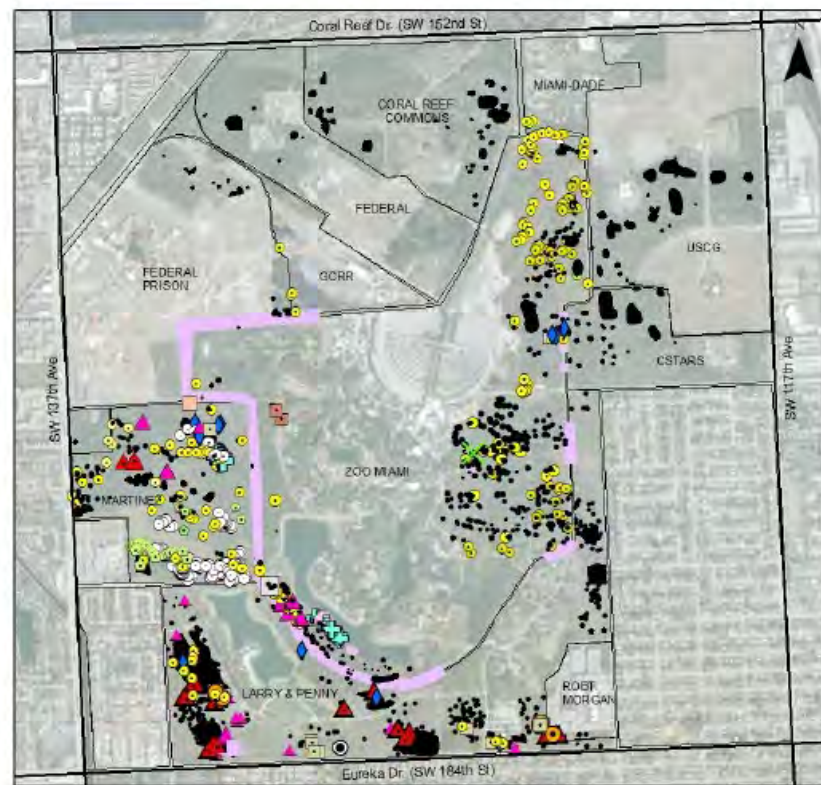 Coral Reef Dr. (SW 152nd St)
N
MIAMI-DADE
CORAL REEF
COMMONS
FEDERAL
USCG
FEDERAL
PRISON
GCRR
CSTARS
SW 137th Ave
SW 117th Ave
ZOO MIAMI
MARTINEZ
LARRY & PENNY
ROBT
MORGAN
Eureka Dr. (SW 184th St)